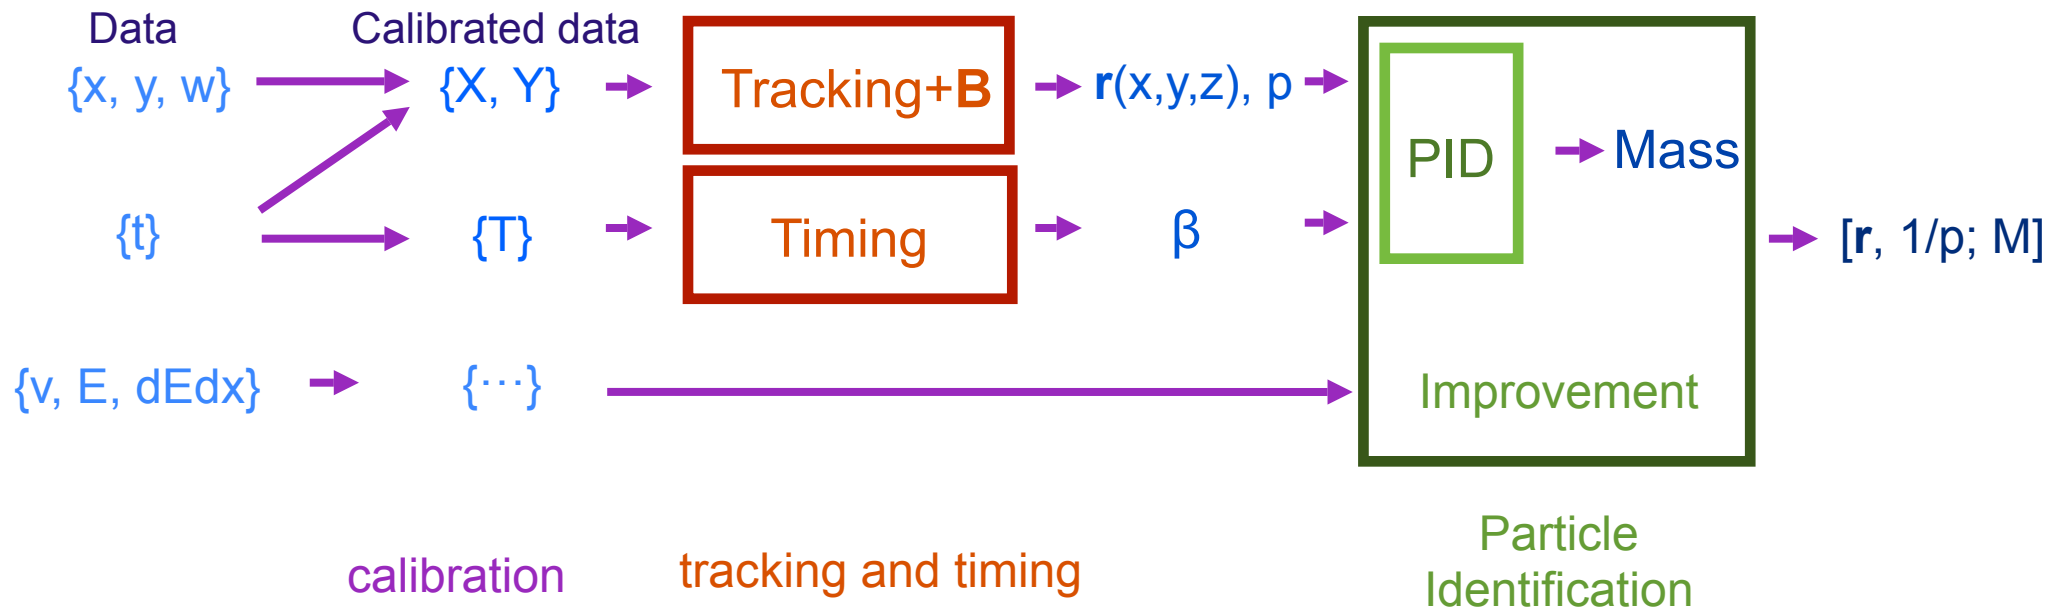 Data
Calibrated data
{x, y, w}
{X, Y}
Tracking+B
r(x,y,z), p
PID
Mass
{t}
{T}
Timing
β
[r, 1/p; M]
{v, E, dEdx}
{⋯}
Improvement
calibration
tracking and timing
Particle
Identification